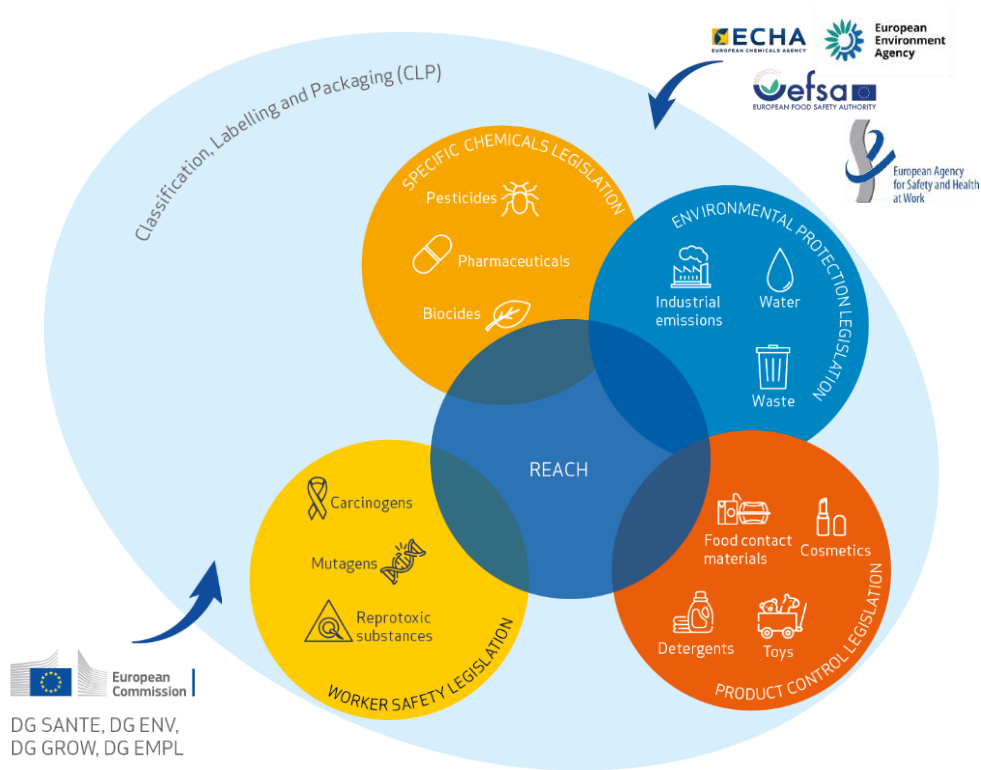 ECHA
EUROPEAN CHEMICALS AGENCY
European
Environment
Agency
efsa
EUROPEAN FOOD SAFETY AUTHORITY
European Agency
for Safety and Health
at Work
Classification, Labelling and Packaging (CLP)
SPECIFIC CHEMICALS LEGISLATION
Pesticides
Pharmaceuticals
Biocides
ENVIRONMENTAL PROTECTION LEGISLATION
Industrial
emissions
Water
Waste
REACH
Carcinogens
Mutagens
Reprotoxic
substances
WORKER SAFETY LEGISLATION
Food contact
materials
Cosmetics
Detergents
Toys
PRODUCT CONTROL LEGISLATION
European
Commission
DG SANTE, DG ENV,
DG GROW, DG EMPL